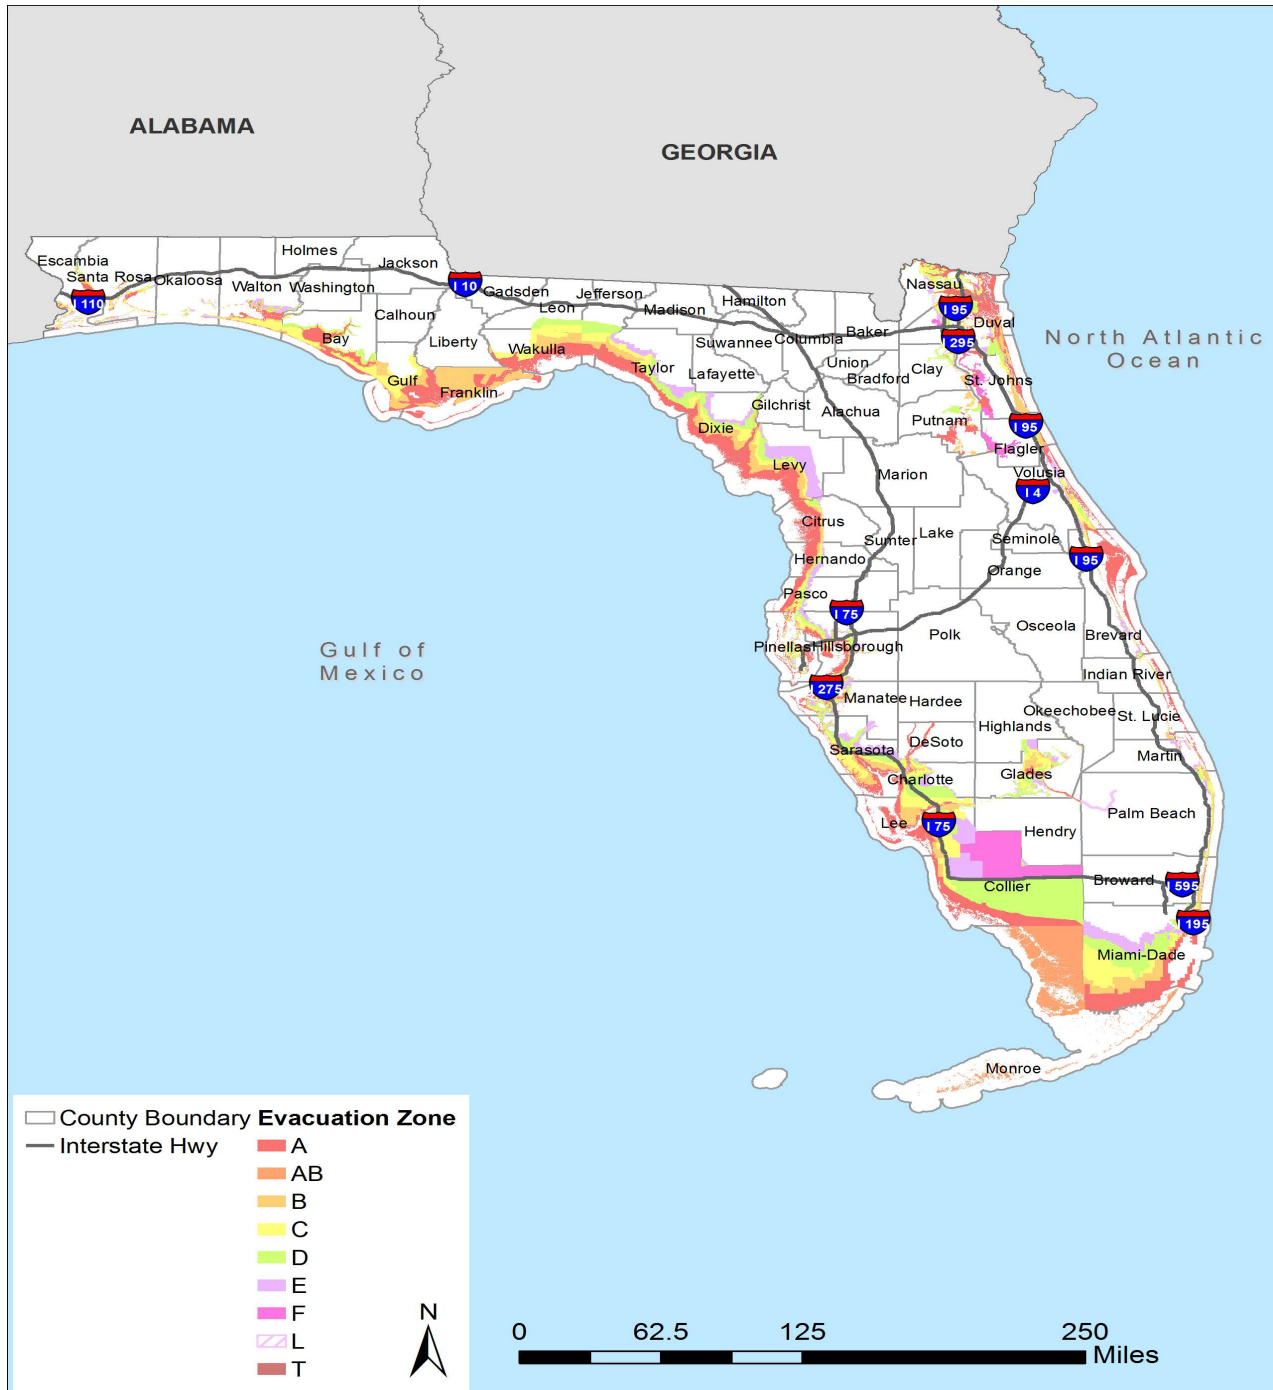 ALABAMA
GEORGIA
Holmes
Escambia
Jackson
Santa Rosa
Okaloosa
Walton
Washington
I 10
Gadsden
Jefferson
Nassau
I 110
Leon
Madison
Hamilton
I 95
Calhoun
Duval
Bay
Liberty
Wakulla
Suwannee
Columbia
Baker
295
North Atlantic
Ocean
Union
Taylor
Lafayette
Bradford
Clay
St. Johns
Gulf
Franklin
Gilchrist
Alachua
Dixie
Putnam
I 95
Flagler
Levy
Marion
Volusia
I 4
Citrus
Sumter
Lake
Seminole
Hernando
Orange
I 95
Pasco
I 75
Polk
Osceola
Brevard
Gulf of
Mexico
Pinellas
Hillsborough
Indian River
I 275
Manatee
Hardee
Okeechobee
St. Lucie
Highlands
Sarasota
DeSoto
Martin
Charlotte
Glades
Palm Beach
Lee
I 75
Hendry
Collier
Broward
I 595
I 195
Miami-Dade
Monroe
County Boundary
Interstate Hwy
Evacuation Zone
A
AB
B
C
D
E
F
L
T
N
0 62.5 125 250
Miles